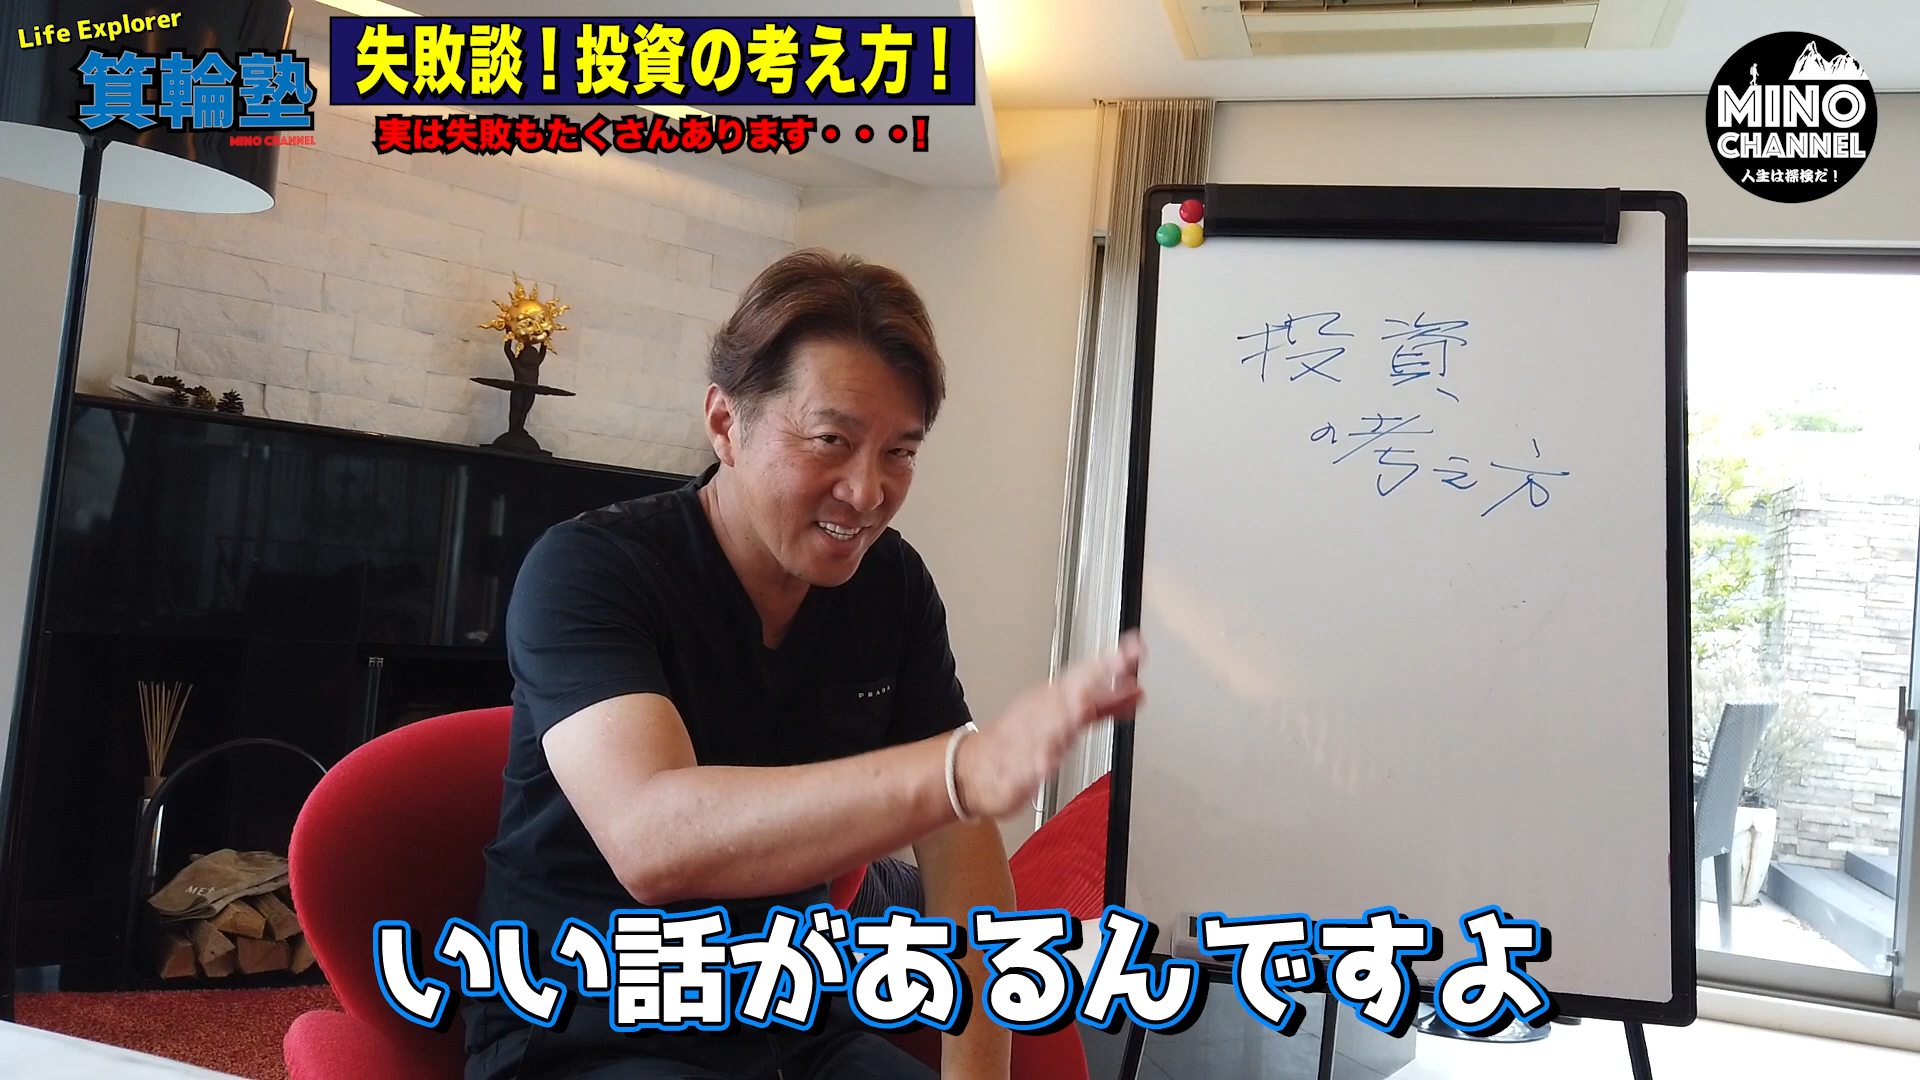 Life Explorer
箕輪塾
MINO CHANNEL
失敗談！投資の考え方！
実は失敗もたくさんあります・・・！
MINO
CHANNEL
人生は探検だ！
投資
の考え方
PRADA
いい話があるんですよ